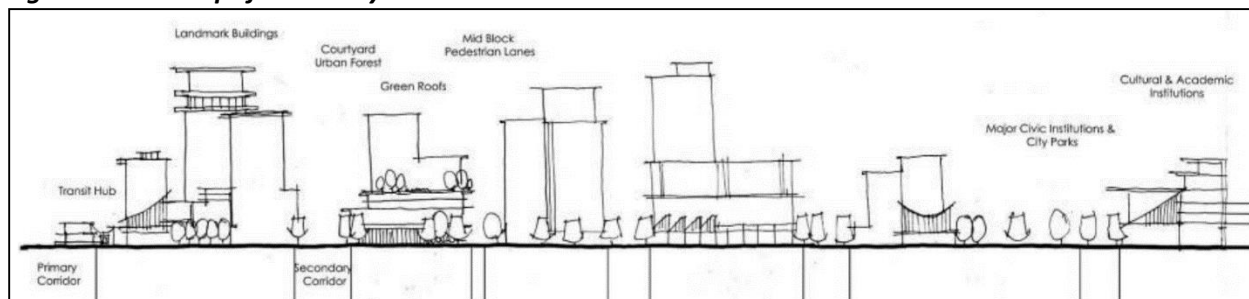 Landmark Buildings
Mid Block
Pedestrian Lanes
Courtyard
Urban Forest
Green Roofs
Cultural & Academic
Institutions
Major Civic Institutions &
City Parks
Transit Hub
Primary
Corridor
Secondary
Corridor